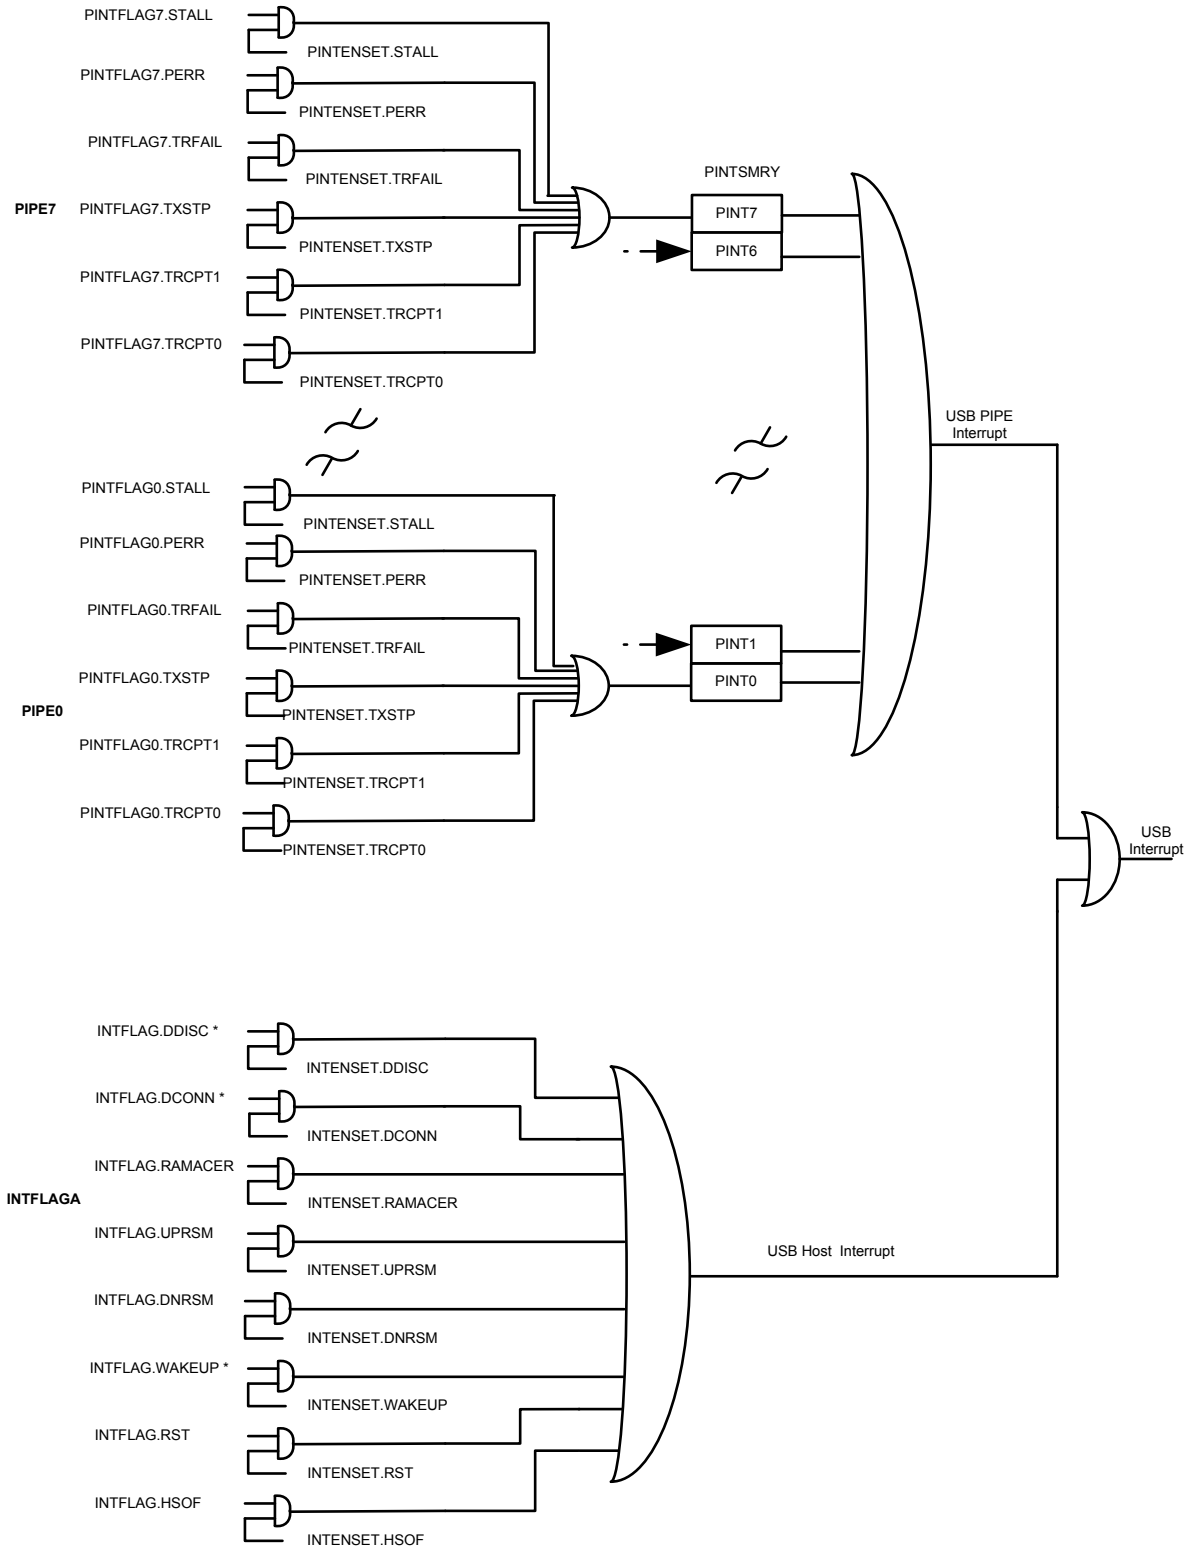 PINTFLAG7.STALL
PINTENSET.STALL
PINTFLAG7.PERR
PINTENSET.PERR
PINTFLAG7.TRFAIL
PINTENSET.TRFAIL
PIPE7
PINTFLAG7.TXSTP
PINTENSET.TXSTP
PINTFLAG7.TRCPT1
PINTENSET.TRCPT1
PINTFLAG7.TRCPT0
PINTENSET.TRCPT0
PINTSMRY
PINT7
PINT6
USB PIPE
Interrupt
PINTFLAG0.STALL
PINTENSET.STALL
PINTFLAG0.PERR
PINTENSET.PERR
PINTFLAG0.TRFAIL
PINTENSET.TRFAIL
PINTFLAG0.TXSTP
PINTENSET.TXSTP
PIPE0
PINTFLAG0.TRCPT1
PINTENSET.TRCPT1
PINTFLAG0.TRCPT0
PINTENSET.TRCPT0
PINT1
PINT0
USB
Interrupt
INTFLAG.DDISC *
INTENSET.DDISC
INTFLAG.DCONN *
INTENSET.DCONN
INTFLAG.RAMACER
INTENSET.RAMACER
INTFLAGA
INTFLAG.UPRSM
INTENSET.UPRSM
INTFLAG.DNRSM
INTENSET.DNRSM
INTFLAG.WAKEUP *
INTENSET.WAKEUP
INTFLAG.RST
INTENSET.RST
INTFLAG.HSOF
INTENSET.HSOF
USB Host Interrupt